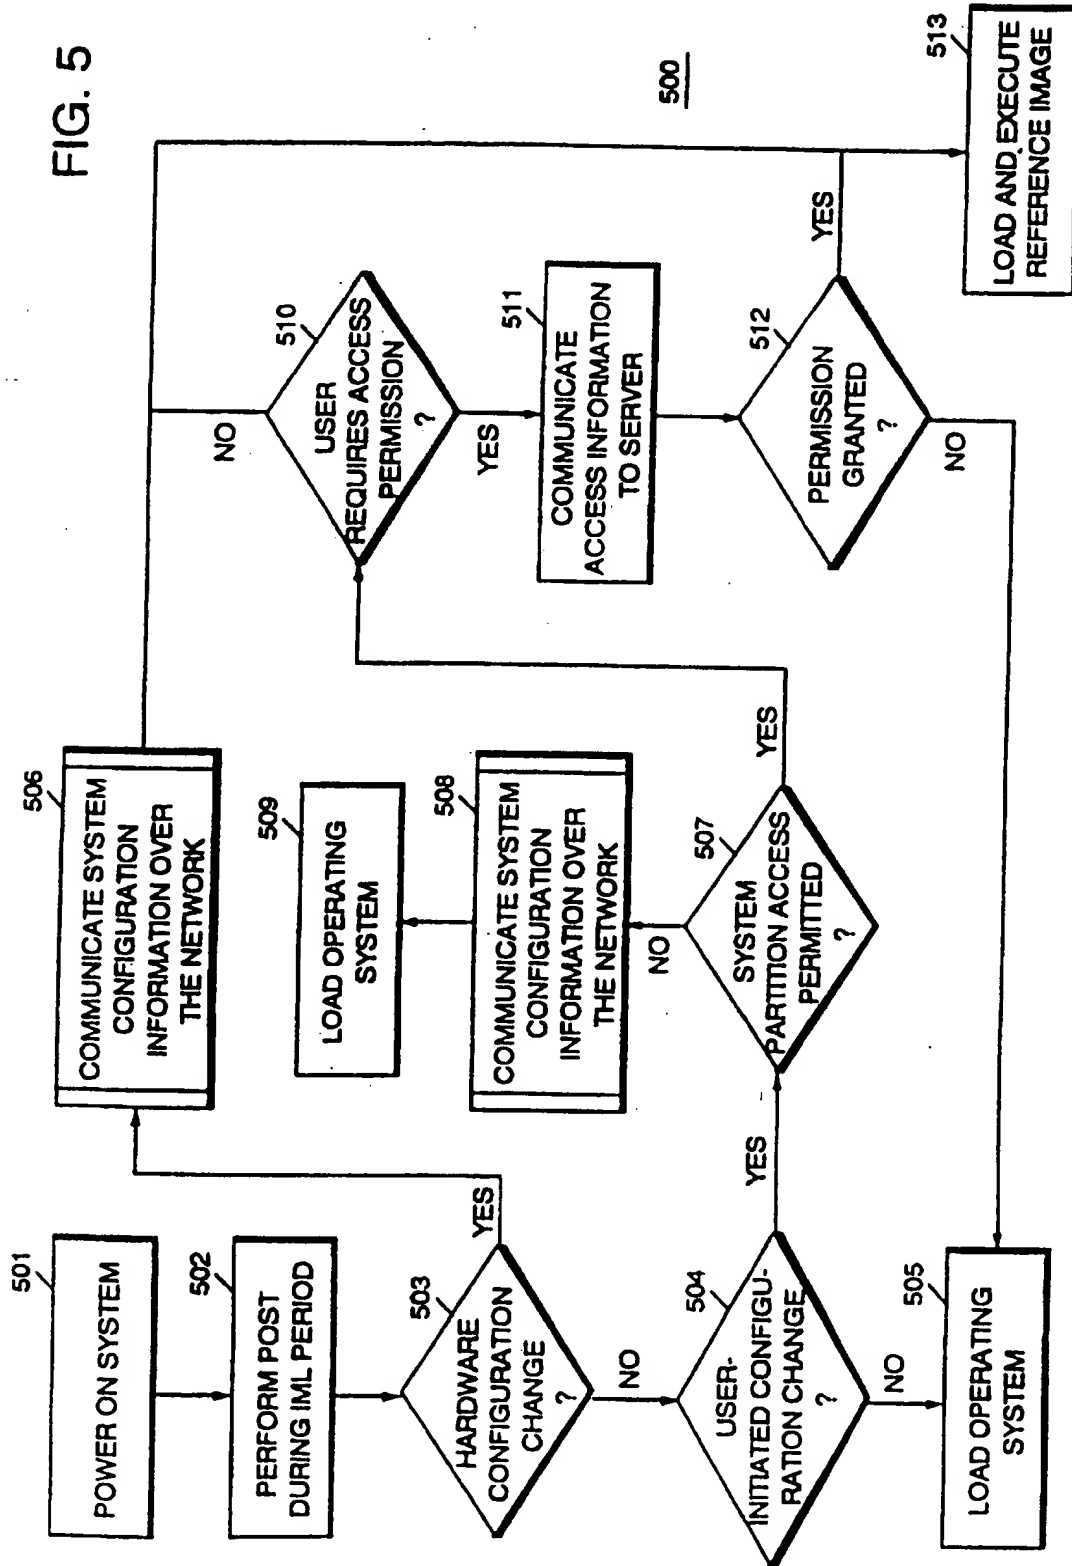 FIG. 5
500
501
POWER ON SYSTEM
502
PERFORM POST
DURING IML PERIOD
503
HARDWARE
CONFIGURATION
CHANGE
?
YES
NO
504
USER-
INITIATED CONFIGU-
RATION CHANGE
?
YES
NO
505
LOAD OPERATING
SYSTEM
506
COMMUNICATE SYSTEM
CONFIGURATION
INFORMATION OVER
THE NETWORK
509
LOAD OPERATING
SYSTEM
508
COMMUNICATE SYSTEM
CONFIGURATION
INFORMATION OVER
THE NETWORK
NO
507
SYSTEM
PARTITION ACCESS
PERMITTED
?
YES
NO
510
USER
REQUIRES ACCESS
PERMISSION
?
YES
511
COMMUNICATE
ACCESS INFORMATION
TO SERVER
512
PERMISSION
GRANTED
?
YES
NO
513
LOAD AND EXECUTE
REFERENCE IMAGE